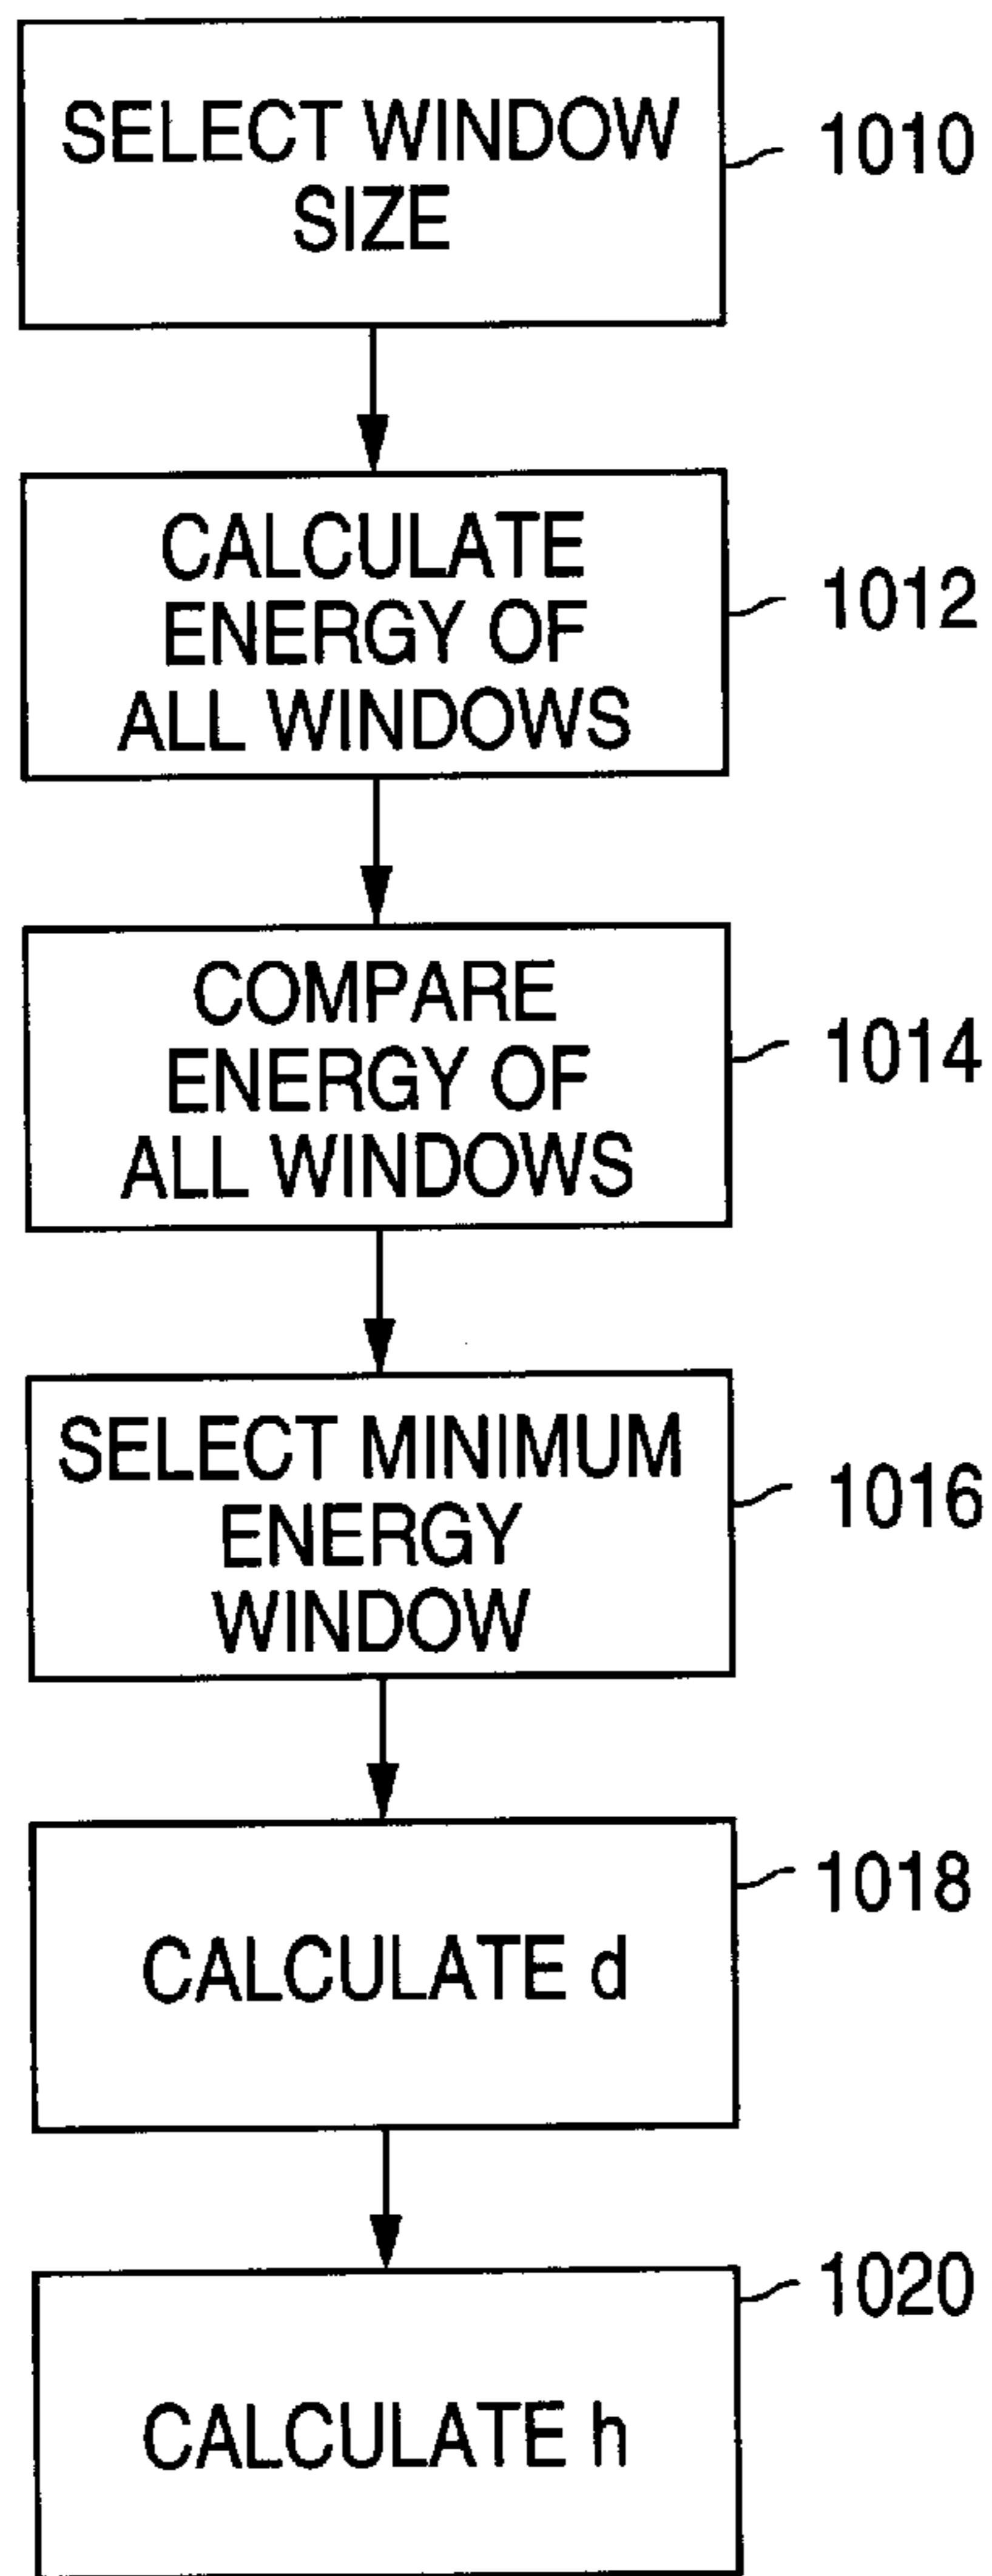 SELECT WINDOW
SIZE
1010
CALCULATE
ENERGY OF
ALL WINDOWS
1012
COMPARE
ENERGY OF
ALL WINDOWS
1014
SELECT MINIMUM
ENERGY
WINDOW
1016
CALCULATE d
1018
CALCULATE h
1020